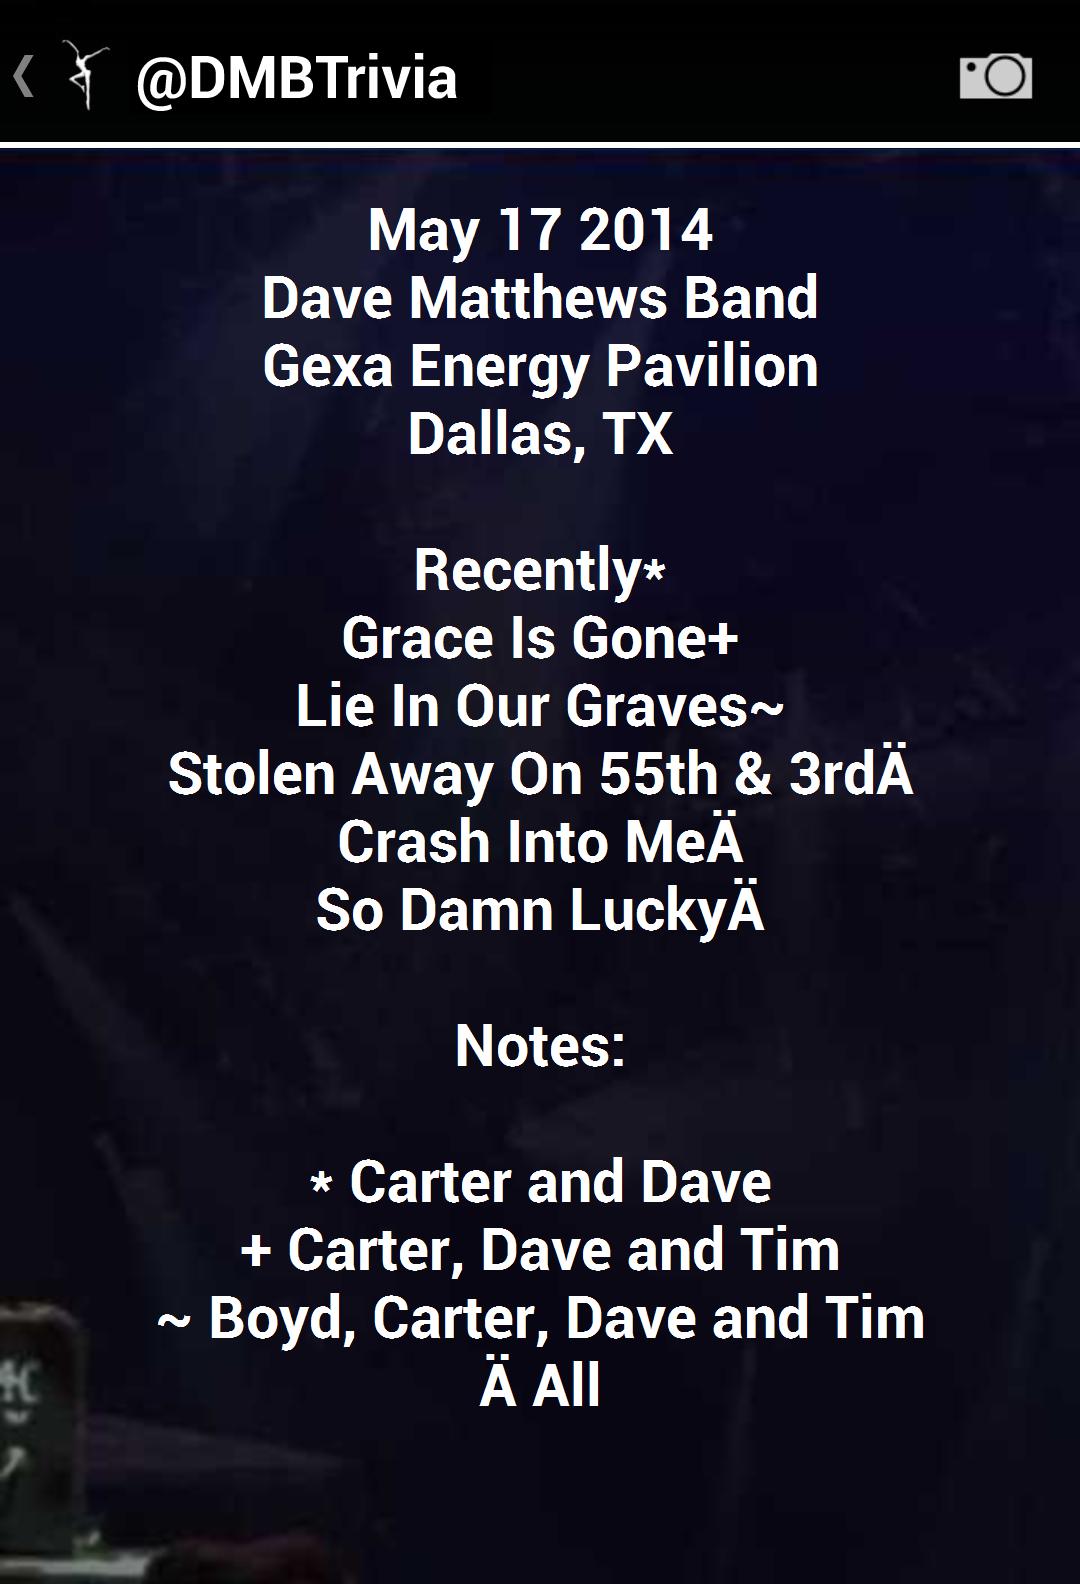 @DMBTrivia
May 17 2014
Dave Matthews Band
Gexa Energy Pavilion
Dallas, TX
Recently*
Grace Is Gone+
Lie In Our Graves~
Stolen Away On 55th & 3rdÄ
Crash Into MeÄ
So Damn LuckyÄ
Notes:
* Carter and Dave
+ Carter, Dave and Tim
~ Boyd, Carter, Dave and Tim
Ä All